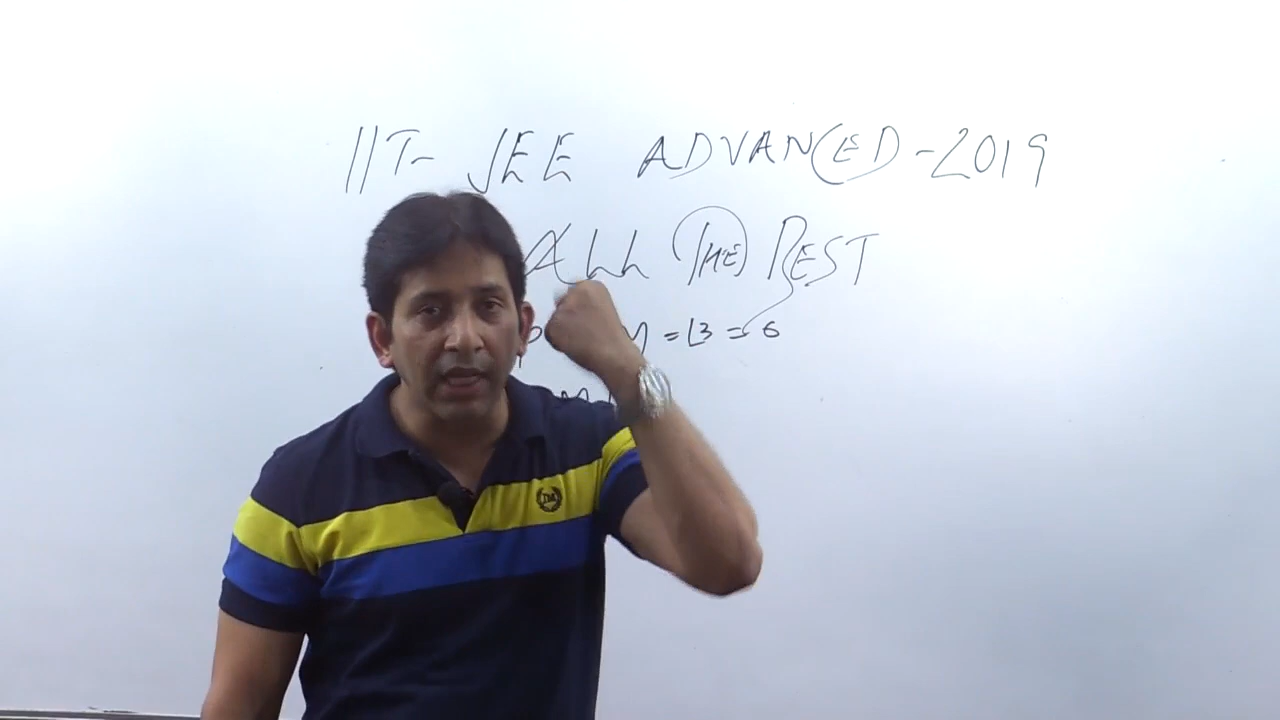 IIT- JEE ADVANCED-2019
ALL THE BEST
= L3 = 6